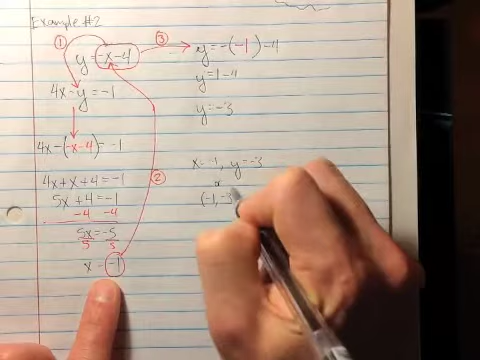 Example #2
① ③
y = -x-4
4x-y = -1
4x-(-x-4) = -1
4x+x+4 = -1
5x+4 = -1
-4 -4
5x = -5
5 5
x = -1
②
y = -(-1)-4
y = 1-4
y = -3
x = -1, y = -3
or
(-1,-3)